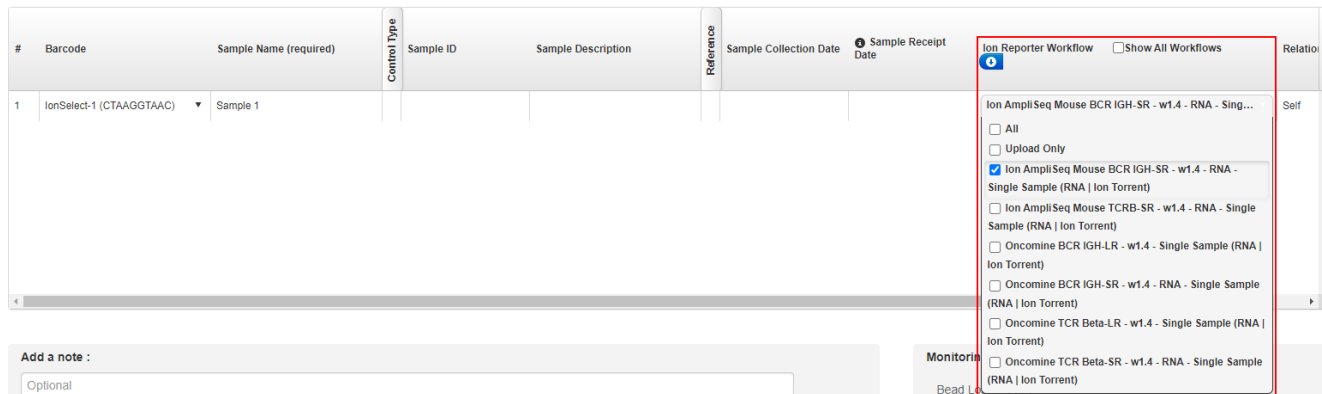 # Barcode Sample Name (required) Control Type Sample ID Sample Description Reference Sample Collection Date Sample Receipt Date Ion Reporter Workflow Show All Workflows Relatio
1 IonSelect-1 (CTAAGGTAAC) Sample 1 Ion AmpliSeq Mouse BCR IGH-SR - w1.4 - RNA - Sing... Self
All
Upload Only
Ion AmpliSeq Mouse BCR IGH-SR - w1.4 - RNA -
Single Sample (RNA | Ion Torrent)
Ion AmpliSeq Mouse TCRB-SR - w1.4 - RNA - Single
Sample (RNA | Ion Torrent)
Oncomine BCR IGH-LR - w1.4 - Single Sample (RNA |
Ion Torrent)
Oncomine BCR IGH-SR - w1.4 - RNA - Single Sample
(RNA | Ion Torrent)
Oncomine TCR Beta-LR - w1.4 - Single Sample (RNA |
Ion Torrent)
Oncomine TCR Beta-SR - w1.4 - RNA - Single Sample
(RNA | Ion Torrent)
Add a note :
Optional
Monitorin
Bead Lo